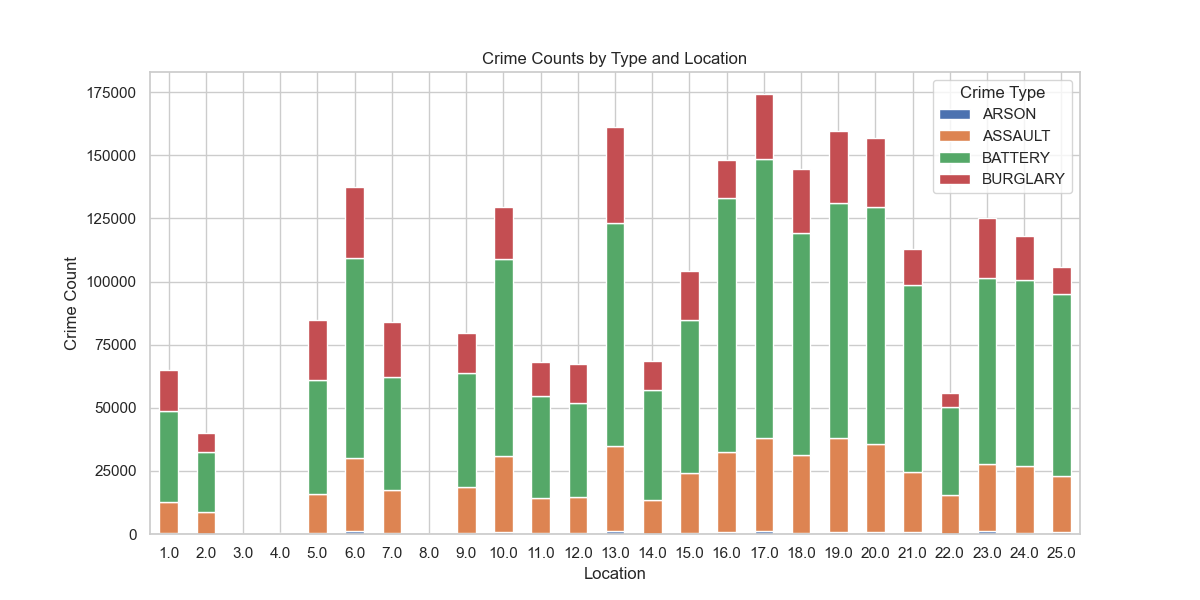 Crime Counts by Type and Location
Crime Type
ARSON
ASSAULT
BATTERY
BURGLARY
Crime Count
175000
150000
125000
100000
75000
50000
25000
0
1.0 2.0 3.0 4.0 5.0 6.0 7.0 8.0 9.0 10.0 11.0 12.0 13.0 14.0 15.0 16.0 17.0 18.0 19.0 20.0 21.0 22.0 23.0 24.0 25.0
Location